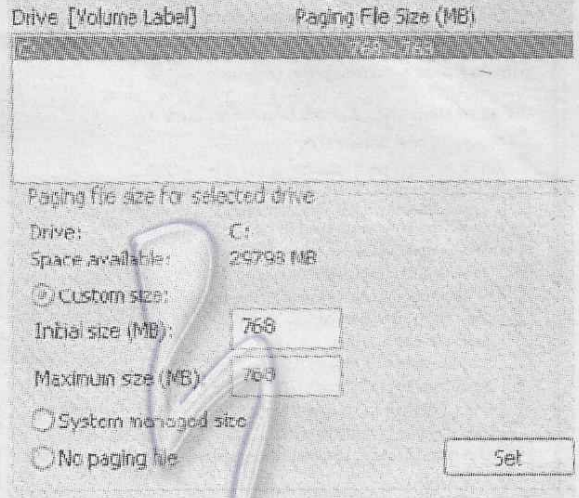 Drive [Volume Label] Paging File Size (MB)
C: 768 - 768
Paging file size for selected drive
Drive: C:
Space available: 29798 MB
Custom size:
Initial size (MB): 768
Maximum size (MB): 768
System managed size
No paging file
Set